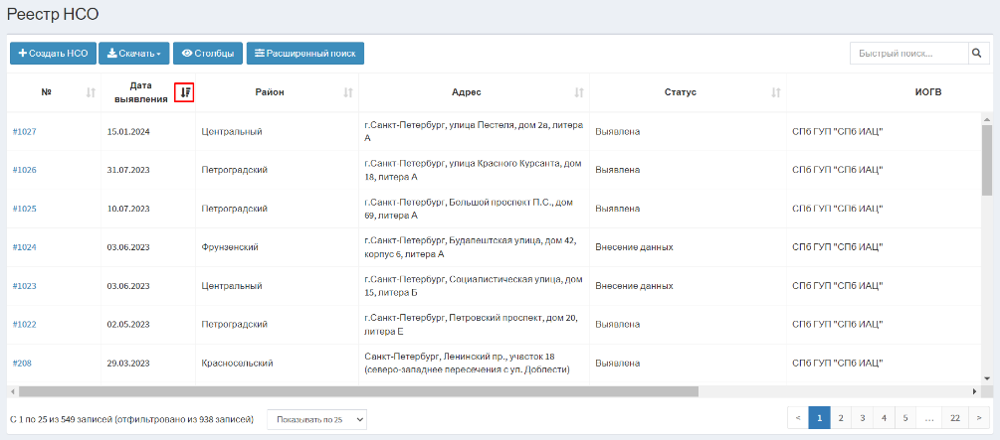 Реестр НСО
Создать НСО Скачать Столбцы Расширенный поиск Быстрый поиск...
№ Дата выявления Район Адрес Статус ИОГВ
#1027 15.01.2024 Центральный г.Санкт-Петербург, улица Пестеля, дом 2а, литера Выявлена СПб ГУП "СПб ИАЦ"
А
#1026 31.07.2023 Петроградский г.Санкт-Петербург, улица Красного Курсанта, дом Выявлена СПб ГУП "СПб ИАЦ"
18, литера А
#1025 10.07.2023 Петроградский г.Санкт-Петербург, Большой проспект П.С., дом Выявлена СПб ГУП "СПб ИАЦ"
69, литера А
#1024 03.06.2023 Фрунзенский г.Санкт-Петербург, Будапештская улица, дом 42, Внесение данных СПб ГУП "СПб ИАЦ"
корпус 6, литера А
#1023 03.06.2023 Центральный г.Санкт-Петербург, Социалистическая улица, дом Внесение данных СПб ГУП "СПб ИАЦ"
15, литера Б
#1022 02.05.2023 Петроградский г.Санкт-Петербург, Петровский проспект, дом 20, Выявлена СПб ГУП "СПб ИАЦ"
литера Е
#208 29.03.2023 Красносельский Санкт-Петербург, Ленинский пр., участок 18 Выявлена СПб ГУП "СПб ИАЦ"
(северо-западнее пересечения с ул. Доблести)
С 1 по 25 из 549 записей (отфильтровано из 938 записей) Показывать по 25 < 1 2 3 4 5 ... 22 >